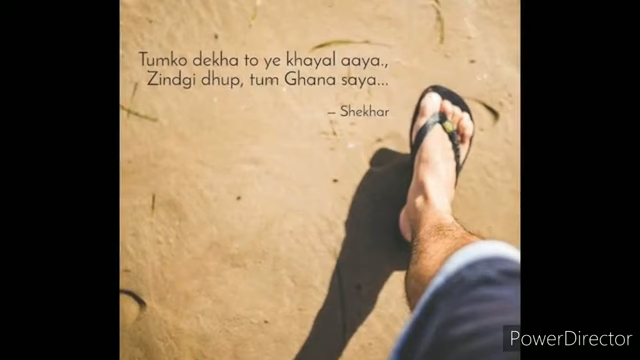 Tumko dekha to ye khayal aaya.,
Zindgi dhup, tum Ghana saya...
– Shekhar
PowerDirector